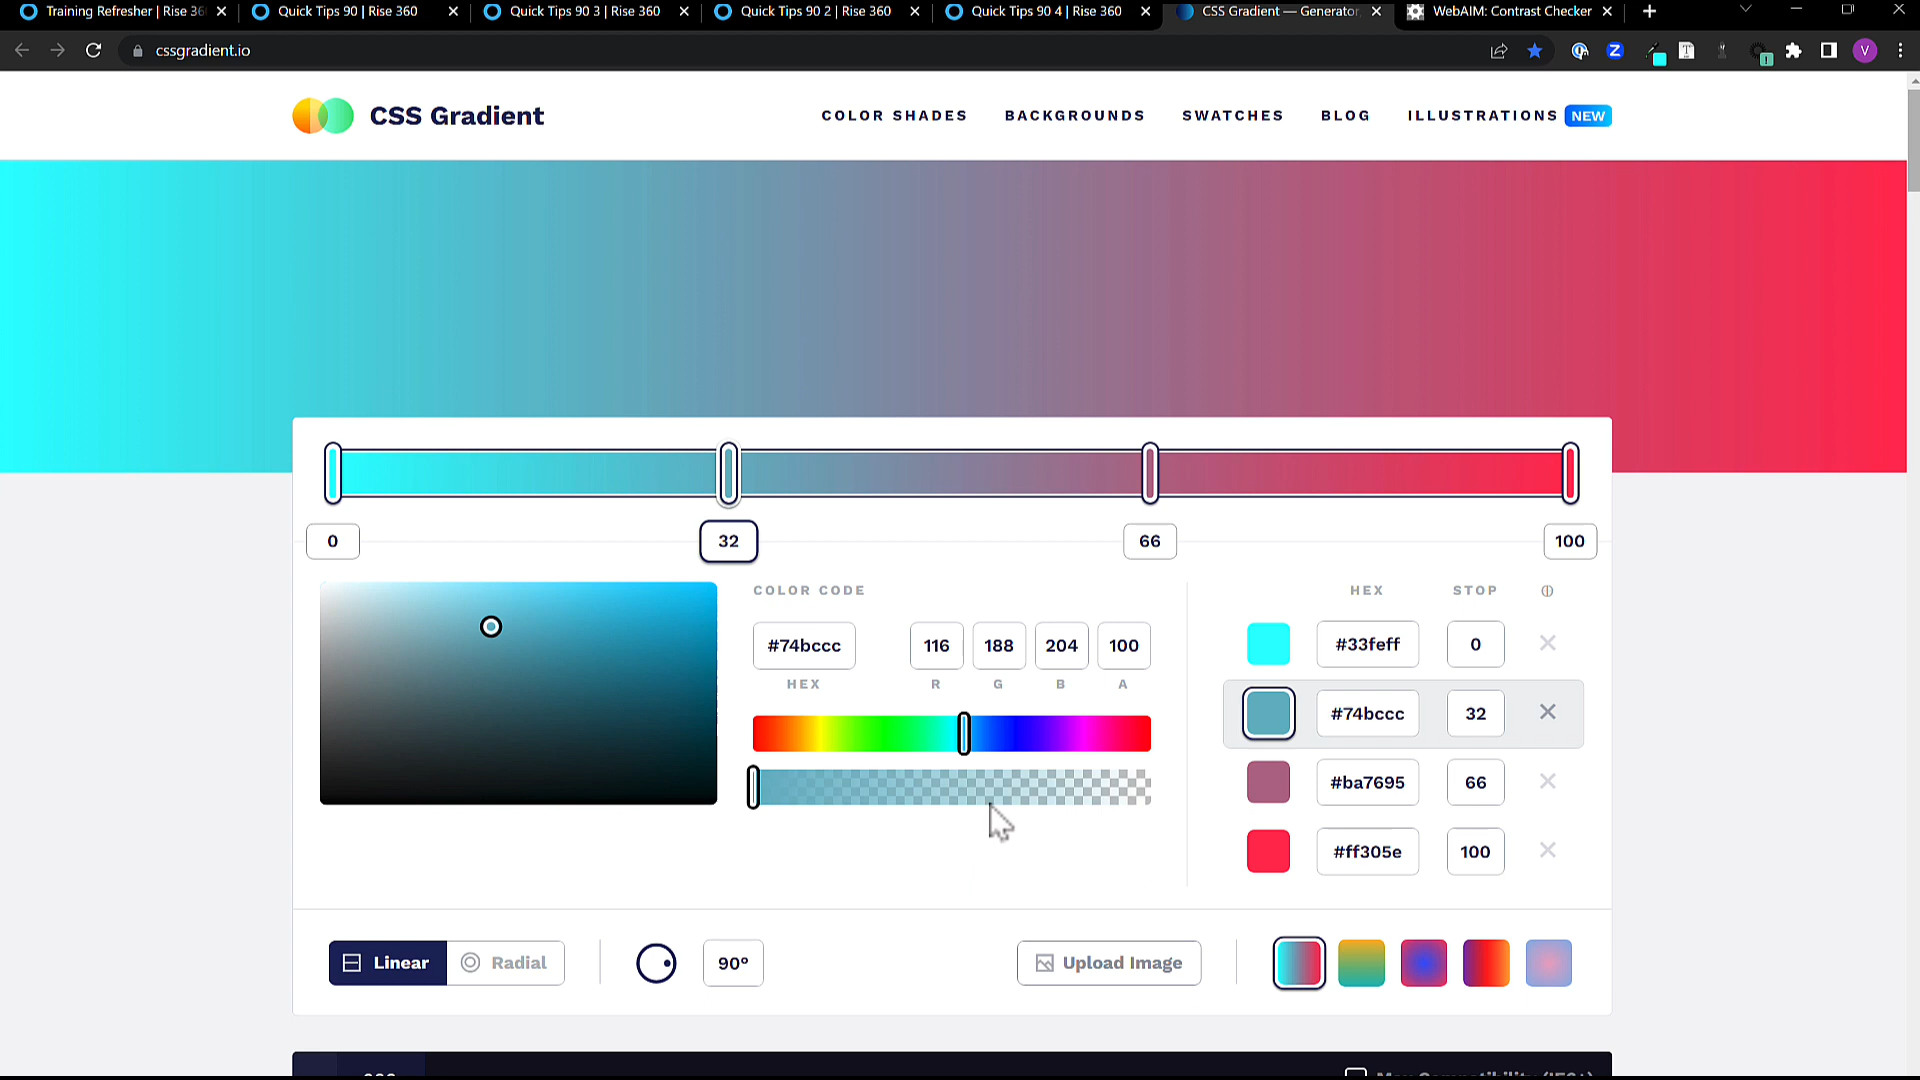 Training Refresher | Rise 36
Quick Tips 90 | Rise 360
Quick Tips 90 3 | Rise 360
Quick Tips 90 2 | Rise 360
Quick Tips 90 4 | Rise 360
CSS Gradient — Generator,
WebAIM: Contrast Checker
cssgradient.io
V
CSS Gradient
COLOR SHADES
BACKGROUNDS
SWATCHES
BLOG
ILLUSTRATIONS NEW
0
32
66
100
COLOR CODE
#74bccc
116
188
204
100
HEX
R
G
B
A
HEX
STOP
#33feff
0
#74bccc
32
#ba7695
66
#ff305e
100
Linear
Radial
90°
Upload Image